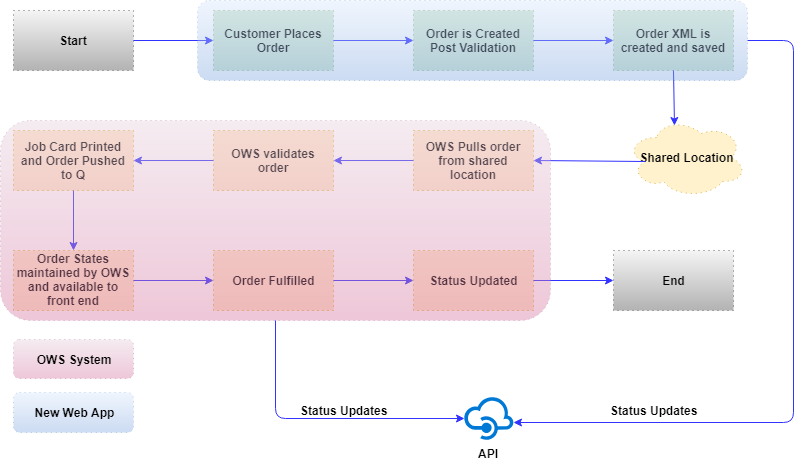 Start
Customer Places
Order
Order is Created
Post Validation
Order XML is
created and saved
Job Card Printed
and Order Pushed
to Q
OWS validates
order
OWS Pulls order
from shared
location
Shared Location
Order States
maintained by OWS
and available to
front end
Order Fulfilled
Status Updated
End
OWS System
New Web App
Status Updates
Status Updates
API